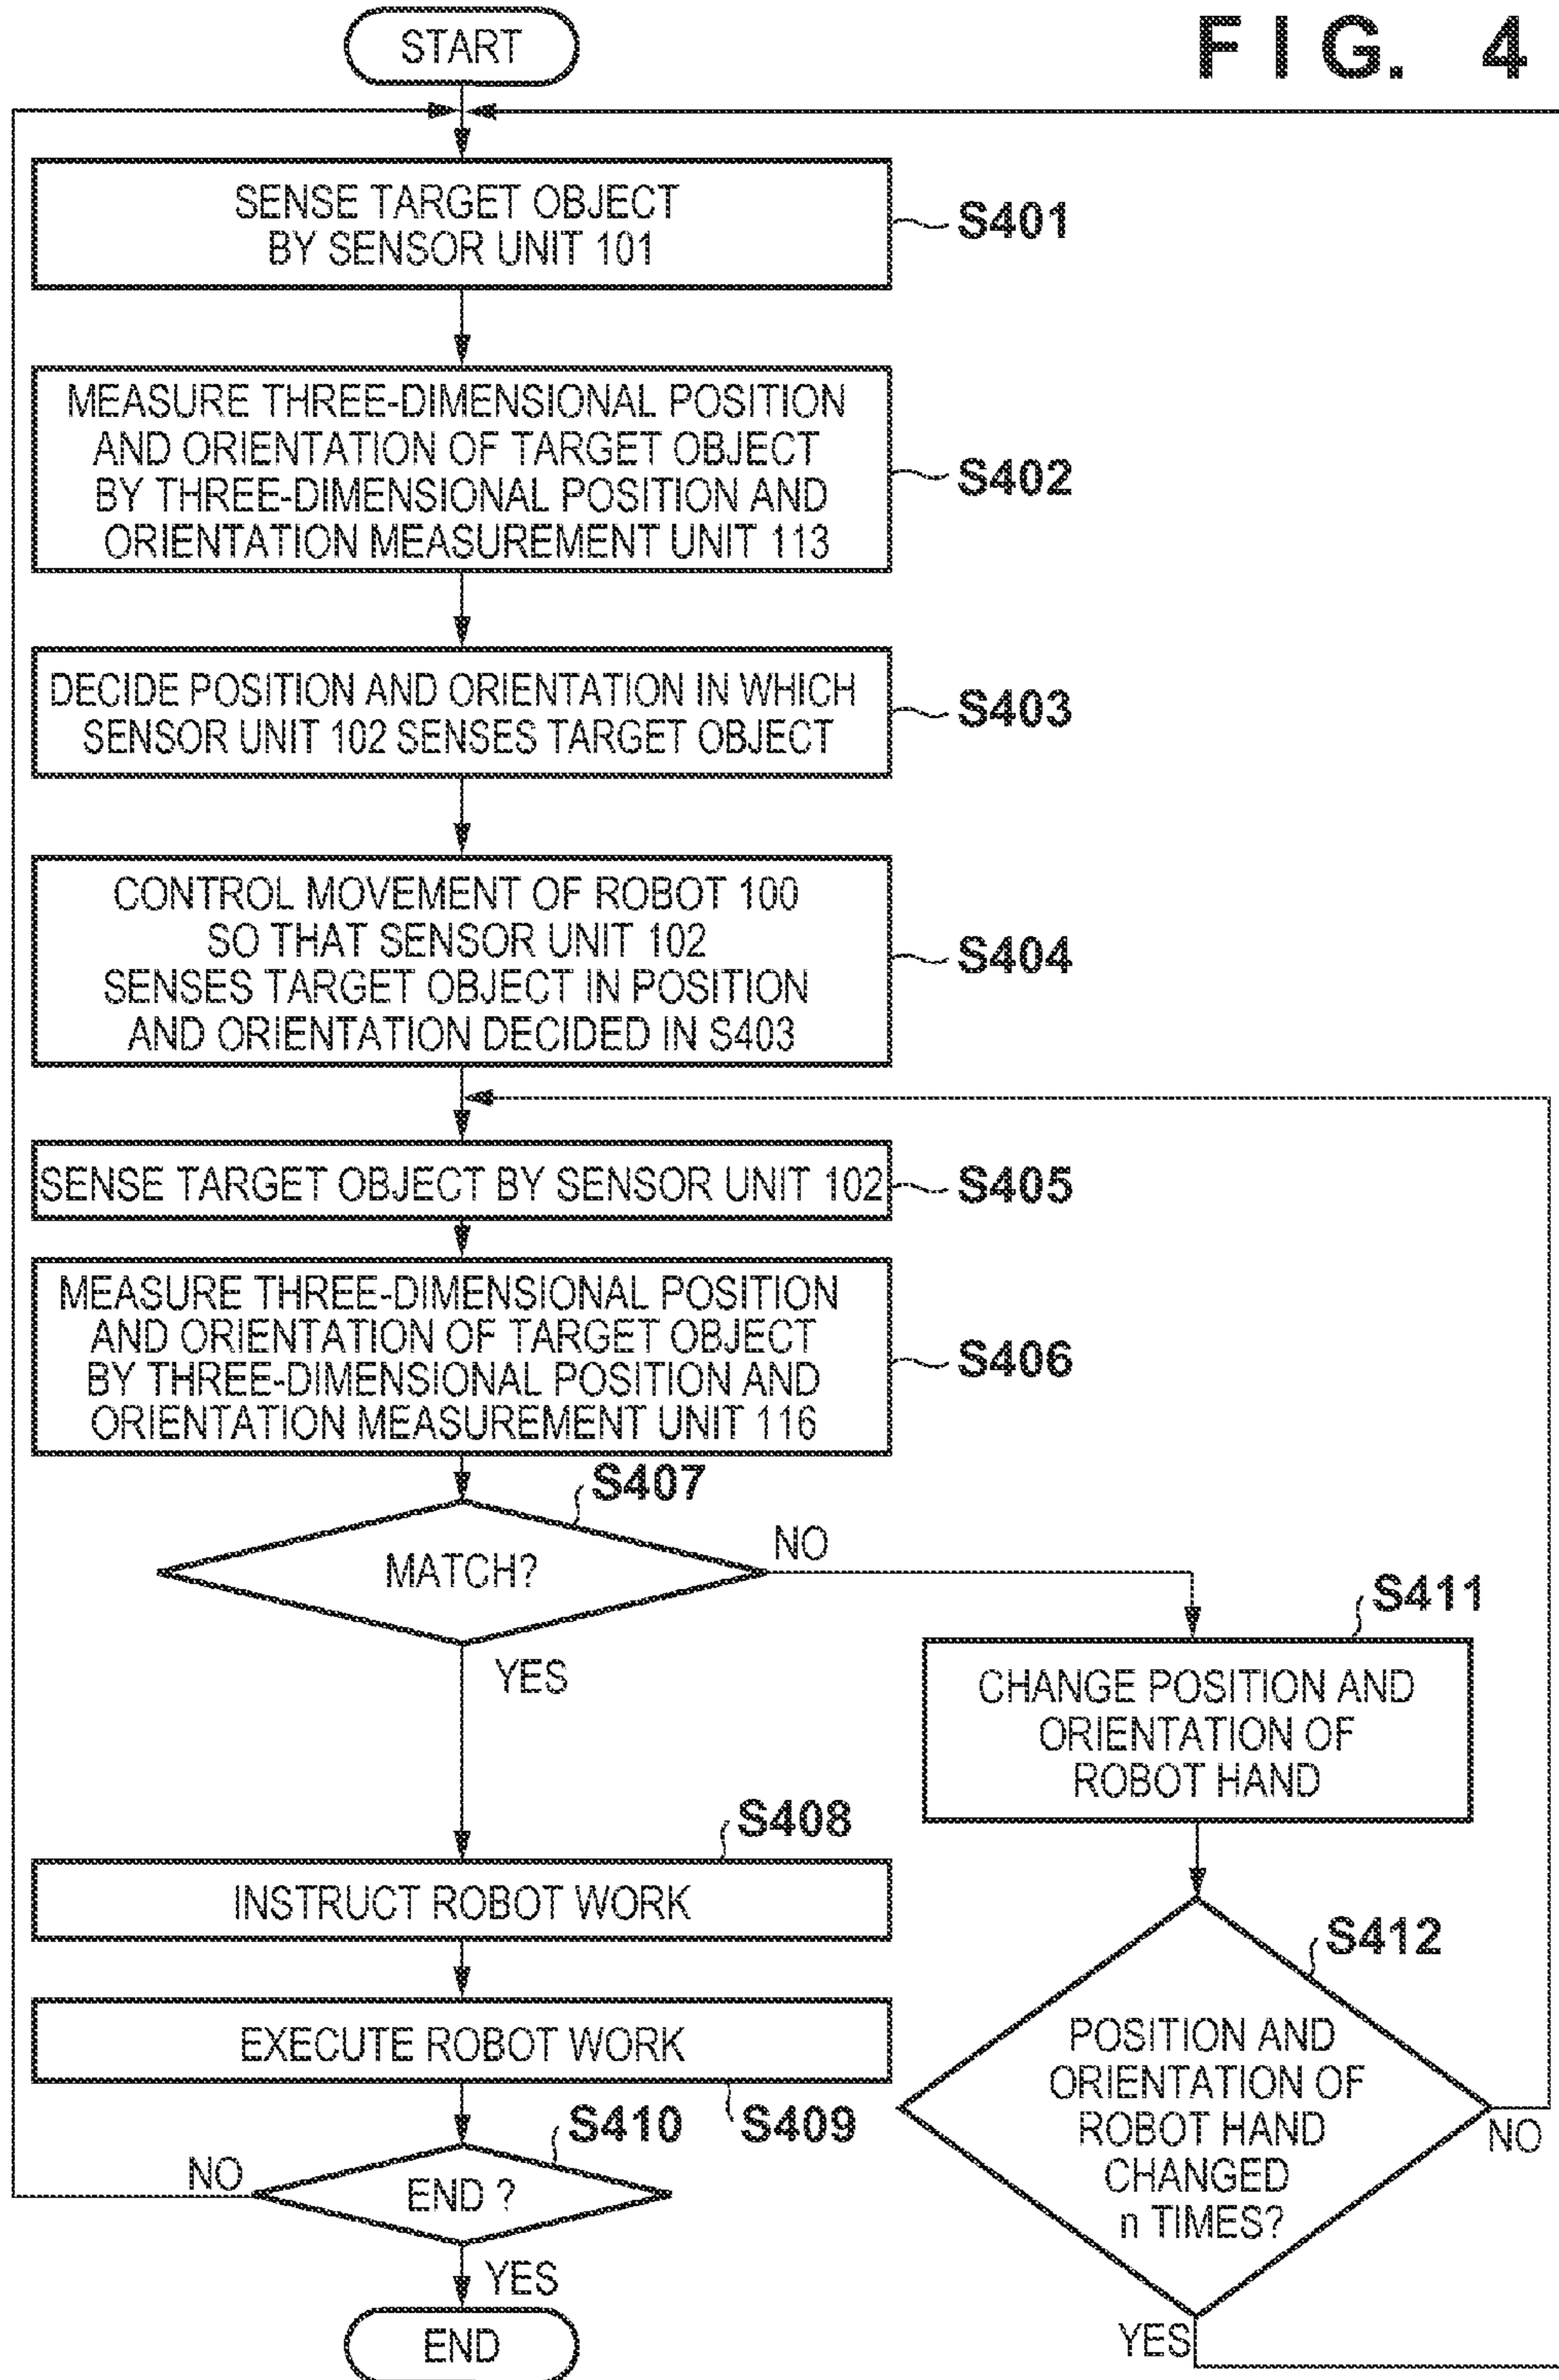 FIG. 4
START
SENSE TARGET OBJECT
BY SENSOR UNIT 101
S401
MEASURE THREE-DIMENSIONAL POSITION
AND ORIENTATION OF TARGET OBJECT
BY THREE-DIMENSIONAL POSITION AND
ORIENTATION MEASUREMENT UNIT 113
S402
DECIDE POSITION AND ORIENTATION IN WHICH
SENSOR UNIT 102 SENSES TARGET OBJECT
S403
CONTROL MOVEMENT OF ROBOT 100
SO THAT SENSOR UNIT 102
SENSES TARGET OBJECT IN POSITION
AND ORIENTATION DECIDED IN S403
S404
SENSE TARGET OBJECT BY SENSOR UNIT 102
S405
MEASURE THREE-DIMENSIONAL POSITION
AND ORIENTATION OF TARGET OBJECT
BY THREE-DIMENSIONAL POSITION AND
ORIENTATION MEASUREMENT UNIT 116
S406
S407
MATCH?
NO
YES
S411
CHANGE POSITION AND
ORIENTATION OF
ROBOT HAND
S408
INSTRUCT ROBOT WORK
EXECUTE ROBOT WORK
S409
S410
END ?
NO
YES
END
S412
POSITION AND
ORIENTATION OF
ROBOT HAND
CHANGED
n TIMES?
NO
YES